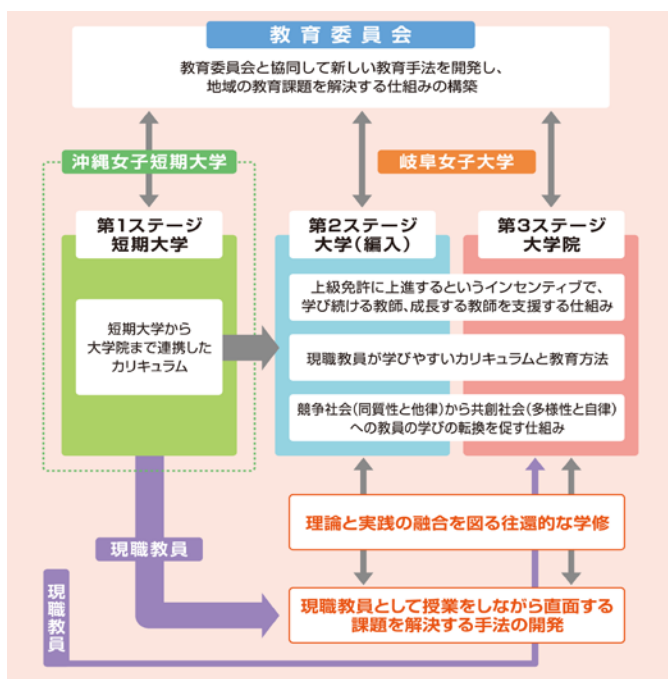 教育委員会
教育委員会と協同して新しい教育手法を開発し、
地域の教育課題を解決する仕組みの構築
沖縄女子短期大学
岐阜女子大学
第1ステージ
短期大学
第2ステージ
大学(編入)
第3ステージ
大学院
短期大学から
大学院まで連携した
カリキュラム
上級免許に上進するというインセンティブで、
学び続ける教師、成長する教師を支援する仕組み
現職教員が学びやすいカリキュラムと教育方法
競争社会(同質性と他律)から共創社会(多様性と自律)
への教員の学びの転換を促す仕組み
理論と実践の融合を図る往還的な学修
現職教員
現職教員
現職教員として授業をしながら直面する
課題を解決する手法の開発